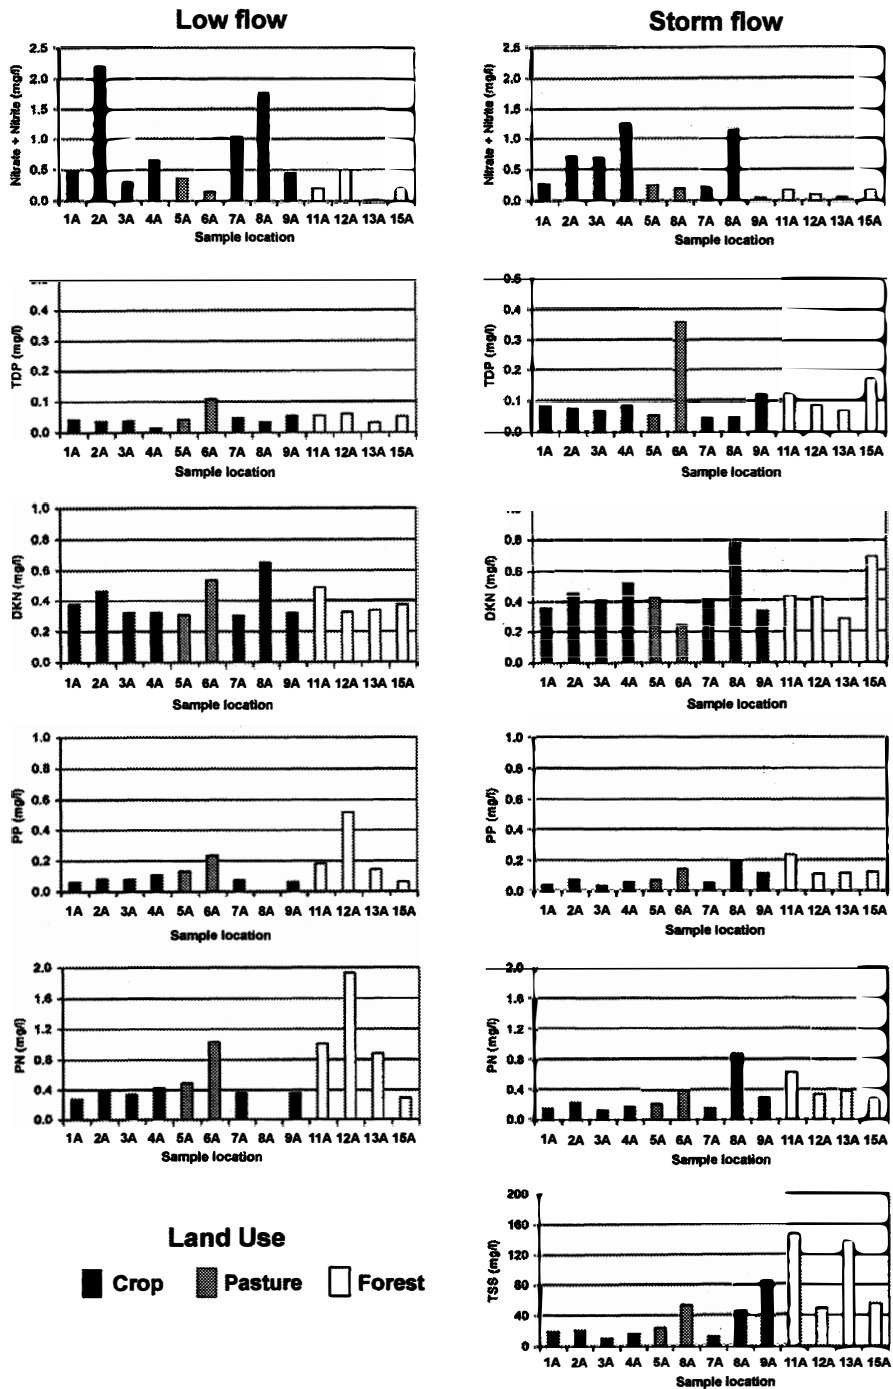 Low flow
Storm flow
Nitrate + Nitrite (mg/l)
2.5
2.0
1.5
1.0
0.5
0.0
1A 2A 3A 4A 5A 6A 7A 8A 9A 11A 12A 13A 15A
Sample location
Nitrate + Nitrite (mg/l)
2.5
2.0
1.5
1.0
0.5
0.0
1A 2A 3A 4A 5A 8A 7A 8A 9A 11A 12A 13A 15A
Sample location
TDP (mg/l)
0.4
0.3
0.2
0.1
0.0
1A 2A 3A 4A 5A 6A 7A 8A 9A 11A 12A 13A 15A
Sample location
TDP (mg/l)
0.5
0.4
0.3
0.2
0.1
0.0
1A 2A 3A 4A 5A 6A 7A 8A 9A 11A 12A 13A 15A
Sample location
DKN (mg/l)
1.0
0.8
0.6
0.4
0.2
0.0
1A 2A 3A 4A 5A 6A 7A 8A 9A 11A 12A 13A 15A
Sample location
DKN (mg/l)
0.8
0.6
0.4
0.2
0.0
1A 2A 3A 4A 5A 6A 7A 8A 9A 11A 12A 13A 15A
Sample location
PP (mg/l)
1.0
0.8
0.6
0.4
0.2
0.0
1A 2A 3A 4A 5A 6A 7A 8A 9A 11A 12A 13A 15A
Sample location
PP (mg/l)
1.0
0.8
0.6
0.4
0.2
0.0
1A 2A 3A 4A 5A 6A 7A 8A 9A 11A 12A 13A 15A
Sample location
PN (mg/l)
2.0
1.6
1.2
0.8
0.4
0.0
1A 2A 3A 4A 5A 6A 7A 8A 9A 11A 12A 13A 15A
Sample location
PN (mg/l)
2.0
1.6
1.2
0.8
0.4
0.0
1A 2A 3A 4A 5A 6A 7A 8A 9A 11A 12A 13A 15A
Sample location
TSS (mg/l)
200
160
120
80
40
0
1A 2A 3A 4A 5A 8A 7A 8A 9A 11A 12A 13A 15A
Sample location
Land Use
Crop Pasture Forest